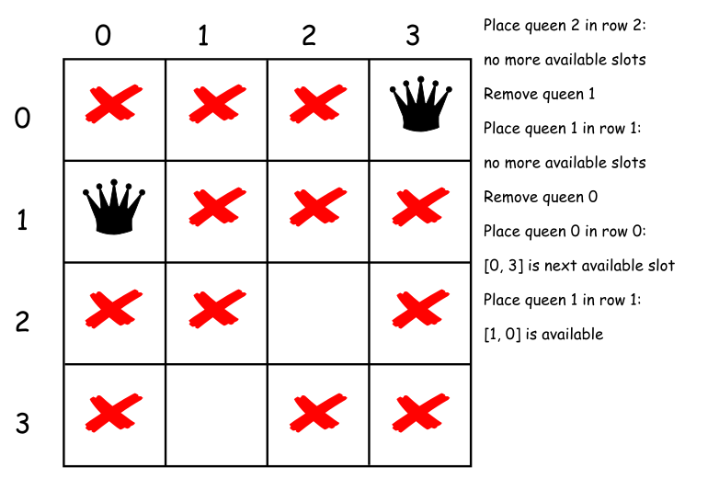 0 1 2 3
0
1
2
3
Place queen 2 in row 2:
no more available slots
Remove queen 1
Place queen 1 in row 1:
no more available slots
Remove queen 0
Place queen 0 in row 0:
[0, 3] is next available slot
Place queen 1 in row 1:
[1, 0] is available